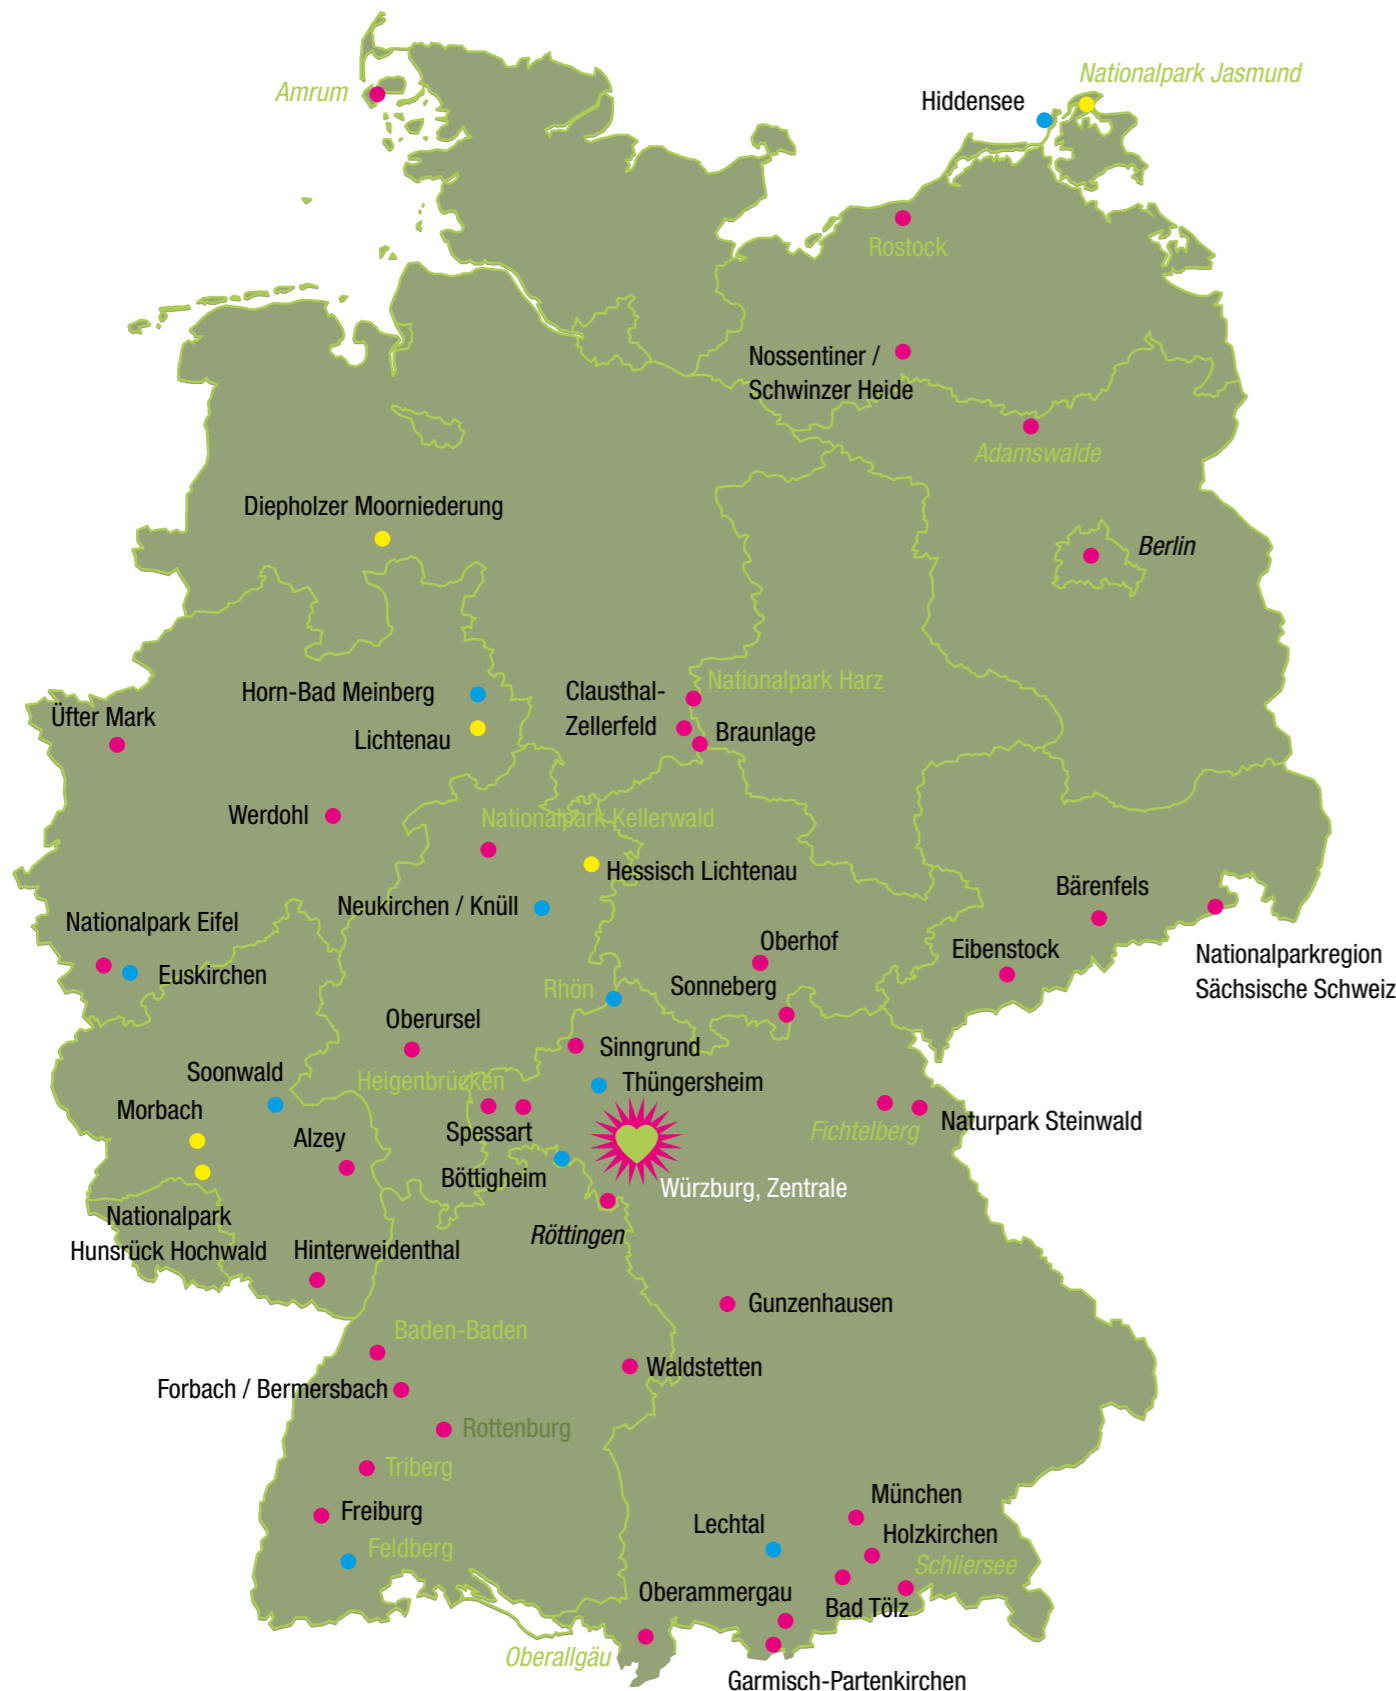 Nationalpark Jasmund
Amrum
Hiddensee
Rostock
Nossentiner /
Schwinzer Heide
Adamswalde
Diepholzer Moorniederung
Berlin
Horn-Bad Meinberg
Clausthal-
Zellerfeld
Nationalpark Harz
Üfter Mark
Lichtenau
Braunlage
Werdohl
Nationalpark Kellerwald
Hessisch Lichtenau
Bärenfels
Neukirchen / Knüll
Nationalpark Eifel
Oberhof
Eibenstock
Nationalparkregion
Sächsische Schweiz
Euskirchen
Rhön
Sonneberg
Oberursel
Sinngrund
Soonwald
Heigenbrücken
Thüngersheim
Morbach
Alzey
Spessart
Fichtelberg
Naturpark Steinwald
Böttigheim
Würzburg, Zentrale
Nationalpark
Hunsrück Hochwald
Röttingen
Hinterweidenthal
Gunzenhausen
Baden-Baden
Waldstetten
Forbach / Bermersbach
Rottenburg
Triberg
München
Freiburg
Lechtal
Holzkirchen
Feldberg
Schliersee
Oberammergau
Bad Tölz
Oberallgäu
Garmisch-Partenkirchen